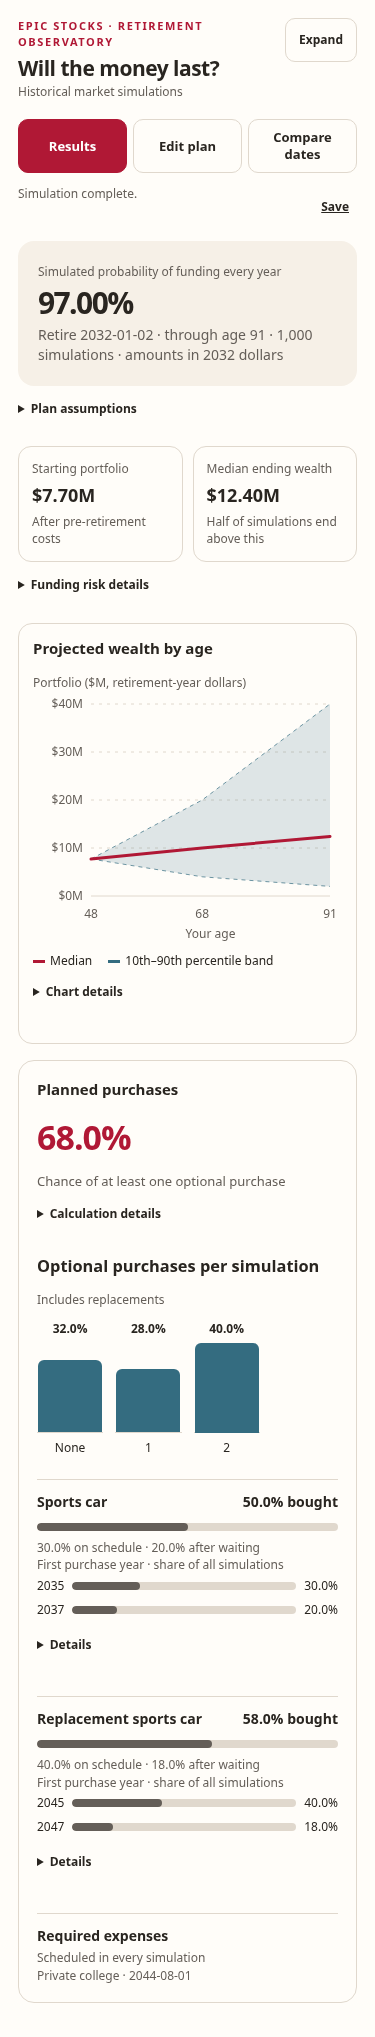 EPIC STOCKS · RETIREMENT
OBSERVATORY
Expand
Will the money last?
Historical market simulations
Results
Edit plan
Compare
dates
Simulation complete.
Save
Simulated probability of funding every year
97.00%
Retire 2032-01-02 · through age 91 · 1,000
simulations · amounts in 2032 dollars
Plan assumptions
Starting portfolio
$7.70M
After pre-retirement
costs
Median ending wealth
$12.40M
Half of simulations end
above this
Funding risk details
Projected wealth by age
Portfolio ($M, retirement-year dollars)
$40M
$30M
$20M
$10M
$0M
48 68 91
Your age
Median 10th–90th percentile band
Chart details
Planned purchases
68.0%
Chance of at least one optional purchase
Calculation details
Optional purchases per simulation
Includes replacements
32.0% 28.0% 40.0%
None 1 2
Sports car 50.0% bought
30.0% on schedule · 20.0% after waiting
First purchase year · share of all simulations
2035 30.0%
2037 20.0%
Details
Replacement sports car 58.0% bought
40.0% on schedule · 18.0% after waiting
First purchase year · share of all simulations
2045 40.0%
2047 18.0%
Details
Required expenses
Scheduled in every simulation
Private college · 2044-08-01